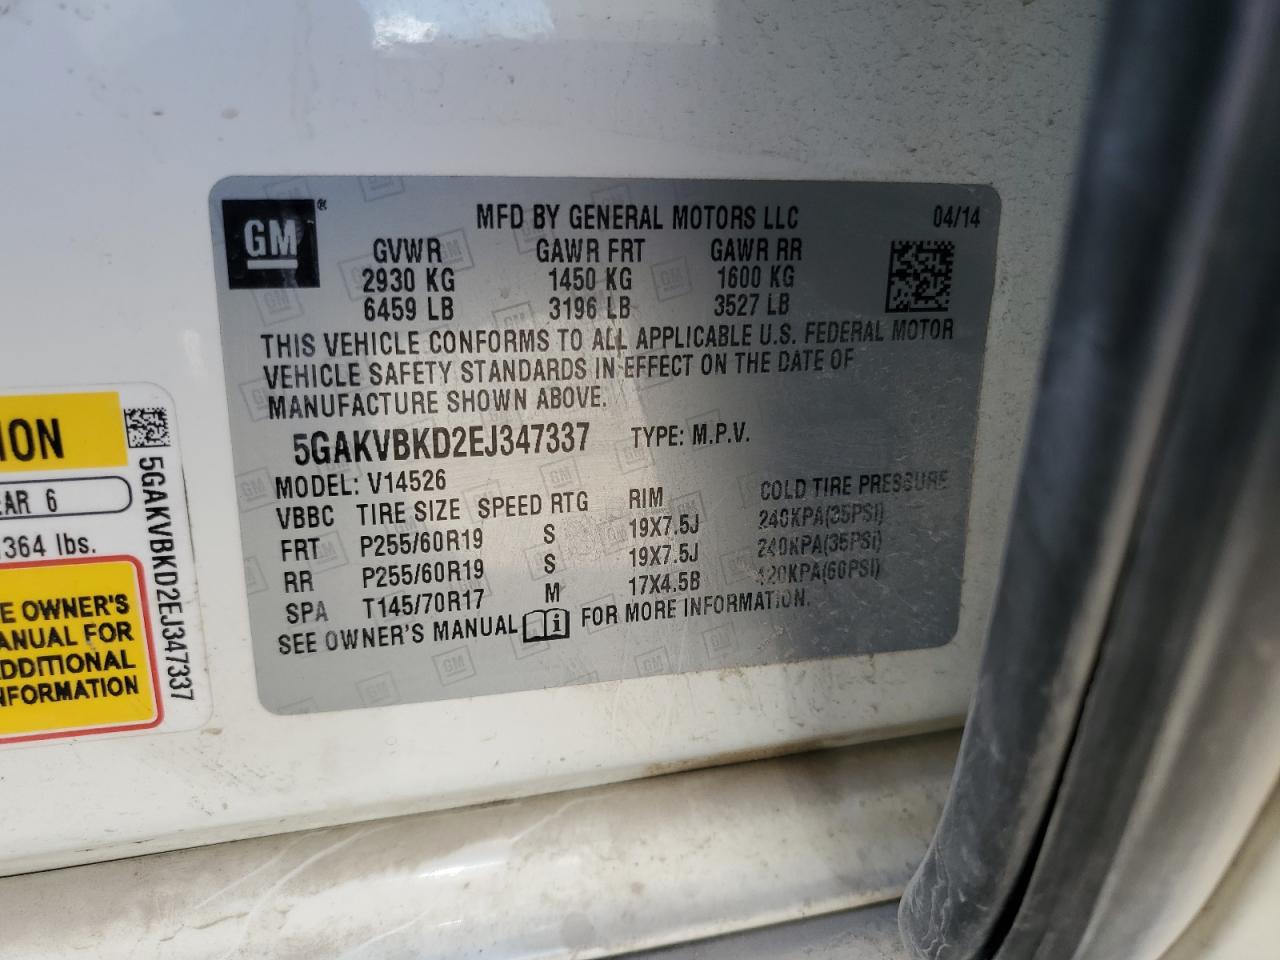 GM®
MFD BY GENERAL MOTORS LLC 04/14
GVWR GAWR FRT GAWR RR
2930 KG 1450 KG 1600 KG
6459 LB 3196 LB 3527 LB
THIS VEHICLE CONFORMS TO ALL APPLICABLE U.S. FEDERAL MOTOR
VEHICLE SAFETY STANDARDS IN EFFECT ON THE DATE OF
MANUFACTURE SHOWN ABOVE.
5GAKVBKD2EJ347337 TYPE: M.P.V.
MODEL: V14526
VBBC TIRE SIZE SPEED RTG RIM COLD TIRE PRESSURE
FRT P255/60R19 S 19X7.5J 240KPA(35PSI)
RR P255/60R19 S 19X7.5J 240KPA(35PSI)
SPA T145/70R17 M 17X4.5B 420KPA(60PSI)
SEE OWNER'S MANUAL i FOR MORE INFORMATION.
ION
EAR 6
364 lbs.
E OWNER'S
ANUAL FOR
DDITIONAL
NFORMATION
5GAKVBKD2EJ347337